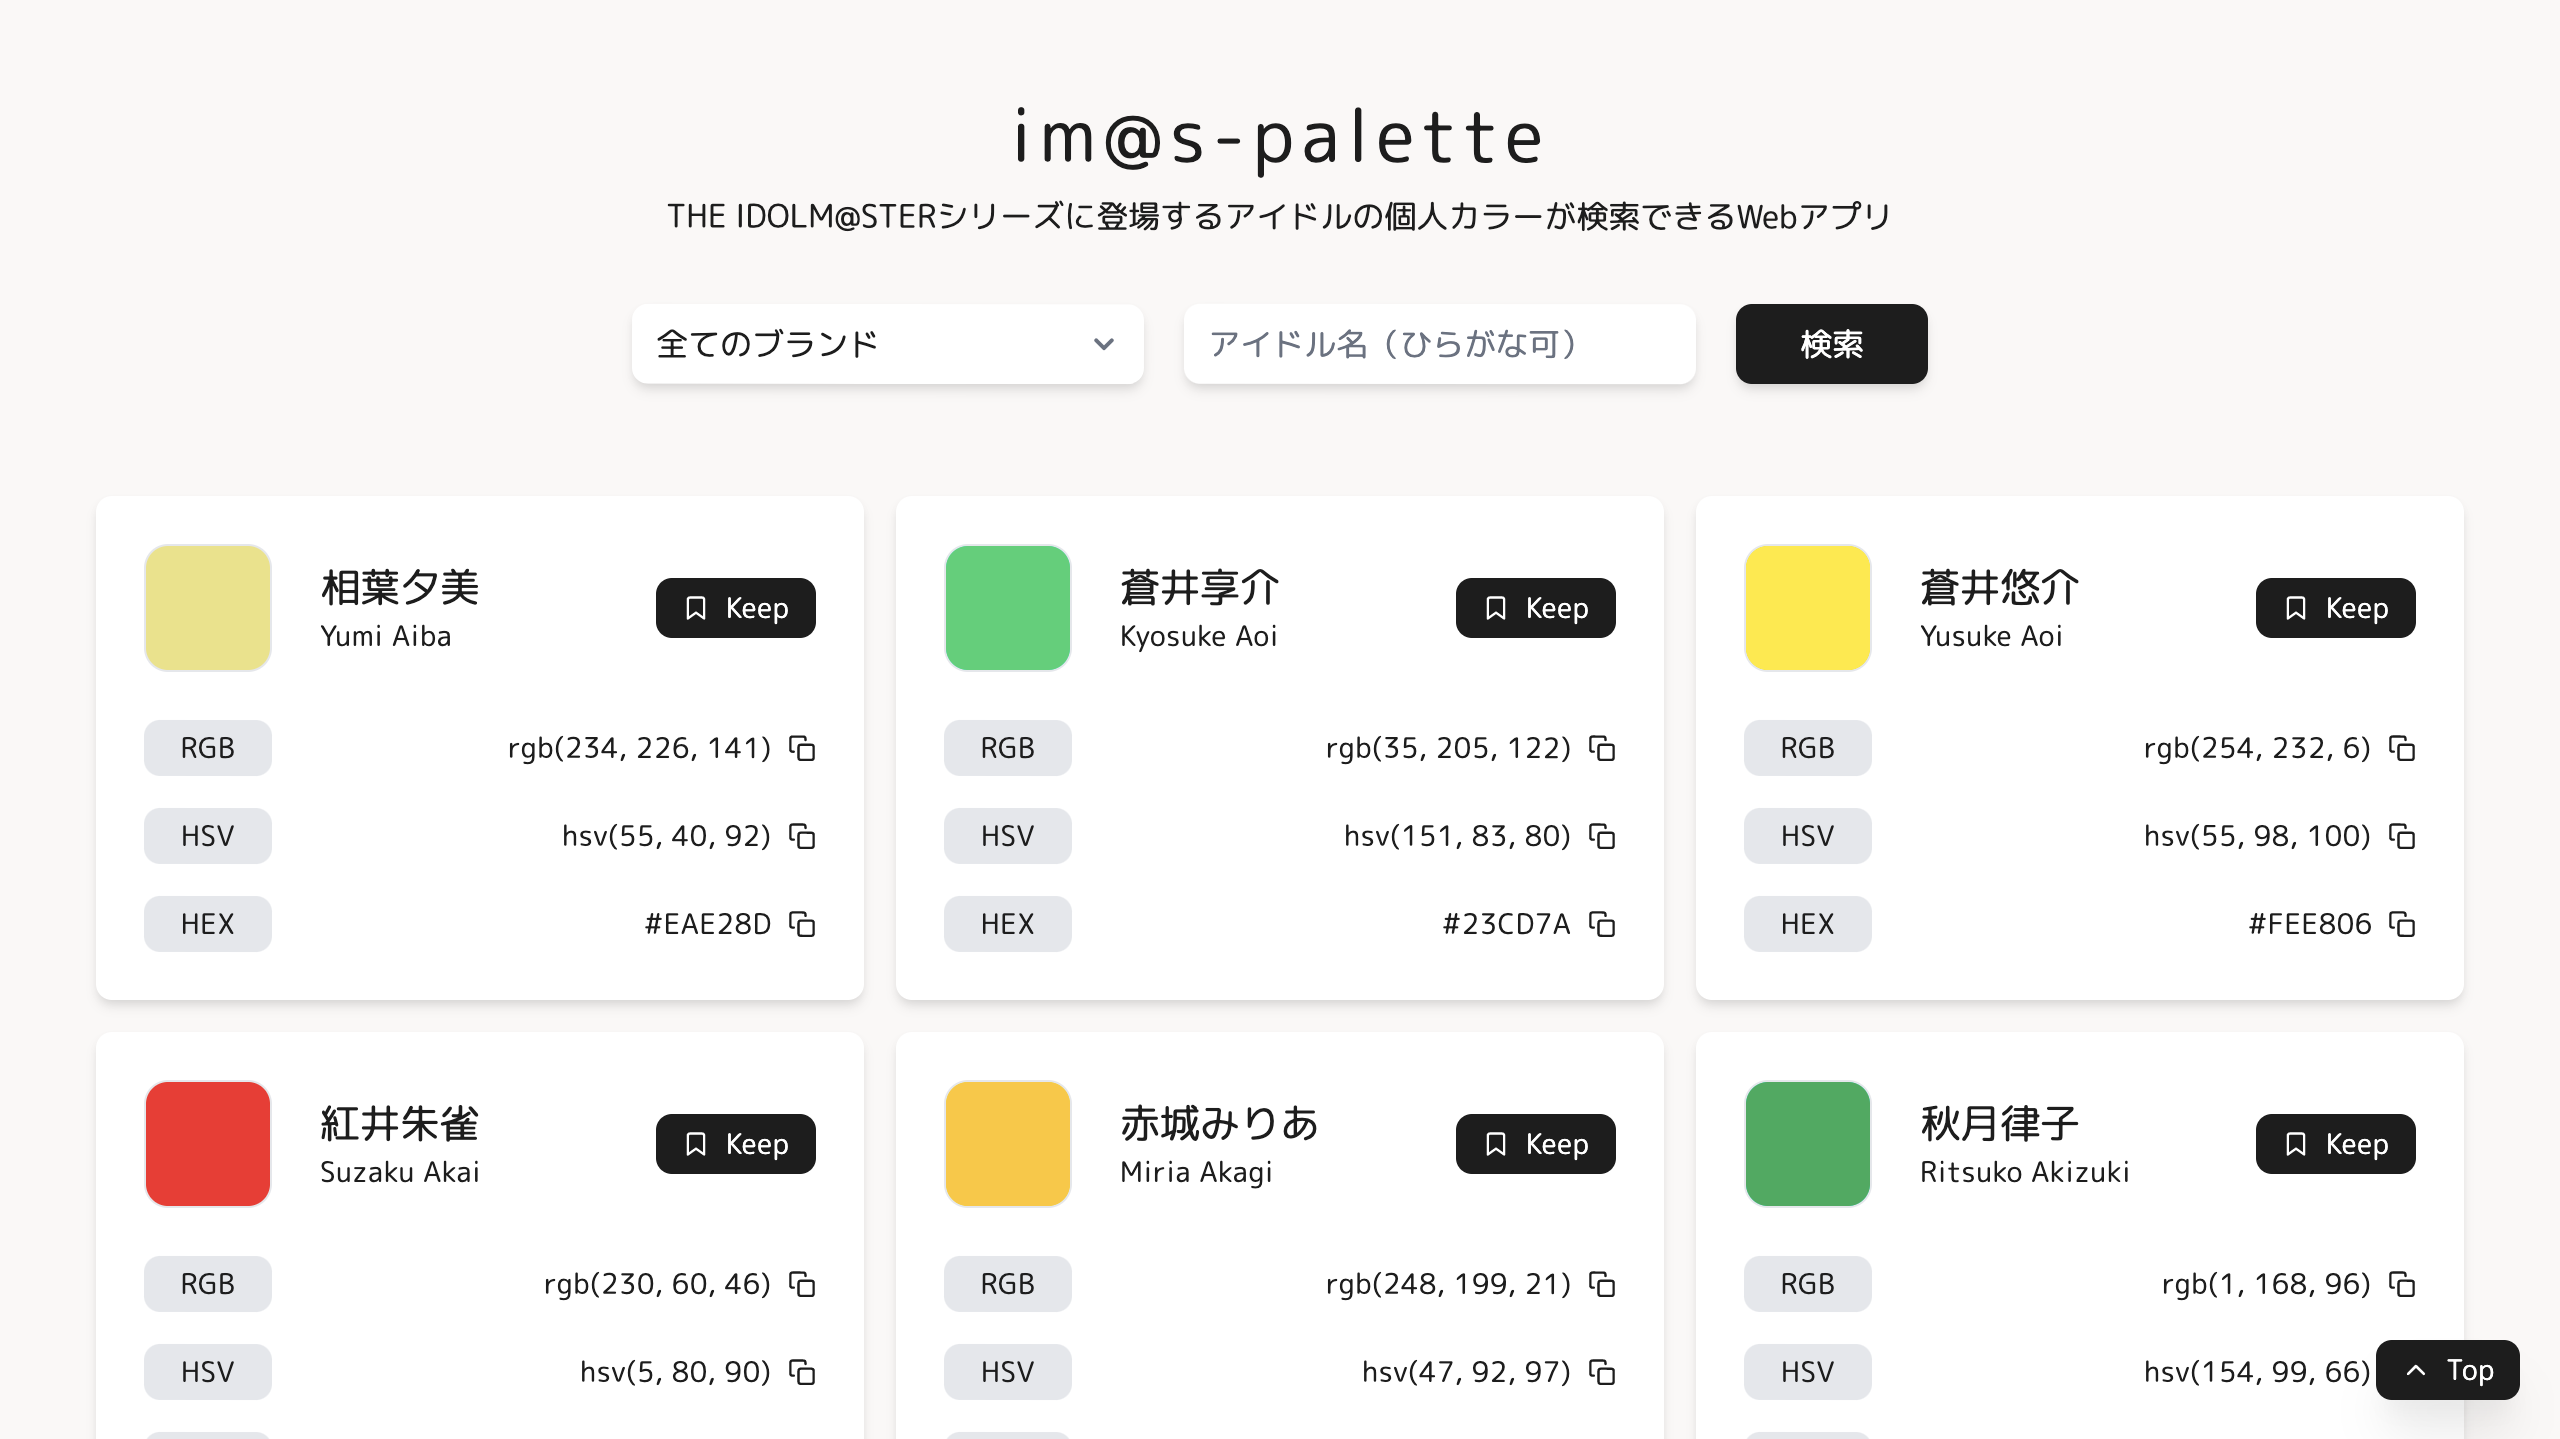 im@s-palette
THE IDOLM@STERシリーズに登場するアイドルの個人カラーが検索できるWebアプリ
全てのブランド
アイドル名（ひらがな可）
検索
相葉夕美
Yumi Aiba
Keep
RGB
rgb(234, 226, 141)
HSV
hsv(55, 40, 92)
HEX
#EAE28D
蒼井享介
Kyosuke Aoi
Keep
RGB
rgb(35, 205, 122)
HSV
hsv(151, 83, 80)
HEX
#23CD7A
蒼井悠介
Yusuke Aoi
Keep
RGB
rgb(254, 232, 6)
HSV
hsv(55, 98, 100)
HEX
#FEE806
紅井朱雀
Suzaku Akai
Keep
RGB
rgb(230, 60, 46)
HSV
hsv(5, 80, 90)
赤城みりあ
Miria Akagi
Keep
RGB
rgb(248, 199, 21)
HSV
hsv(47, 92, 97)
秋月律子
Ritsuko Akizuki
Keep
RGB
rgb(1, 168, 96)
HSV
hsv(154, 99, 66)
Top